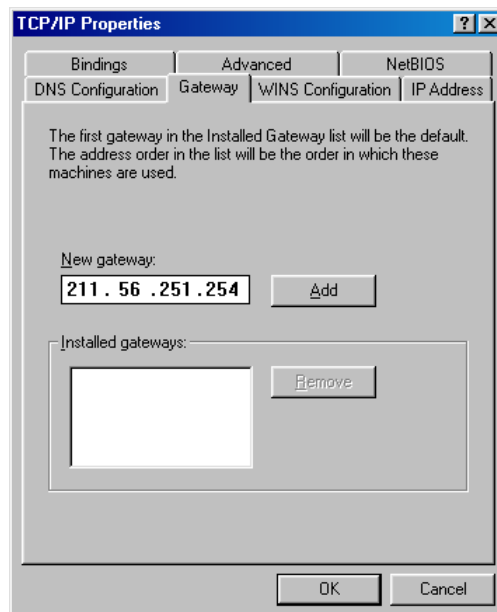 TCP/IP Properties
? ×
Bindings Advanced NetBIOS
DNS Configuration Gateway WINS Configuration IP Address
The first gateway in the Installed Gateway list will be the default.
The address order in the list will be the order in which these
machines are used.
New gateway:
211 . 56 .251 .254 Add
Installed gateways:
Remove
OK Cancel